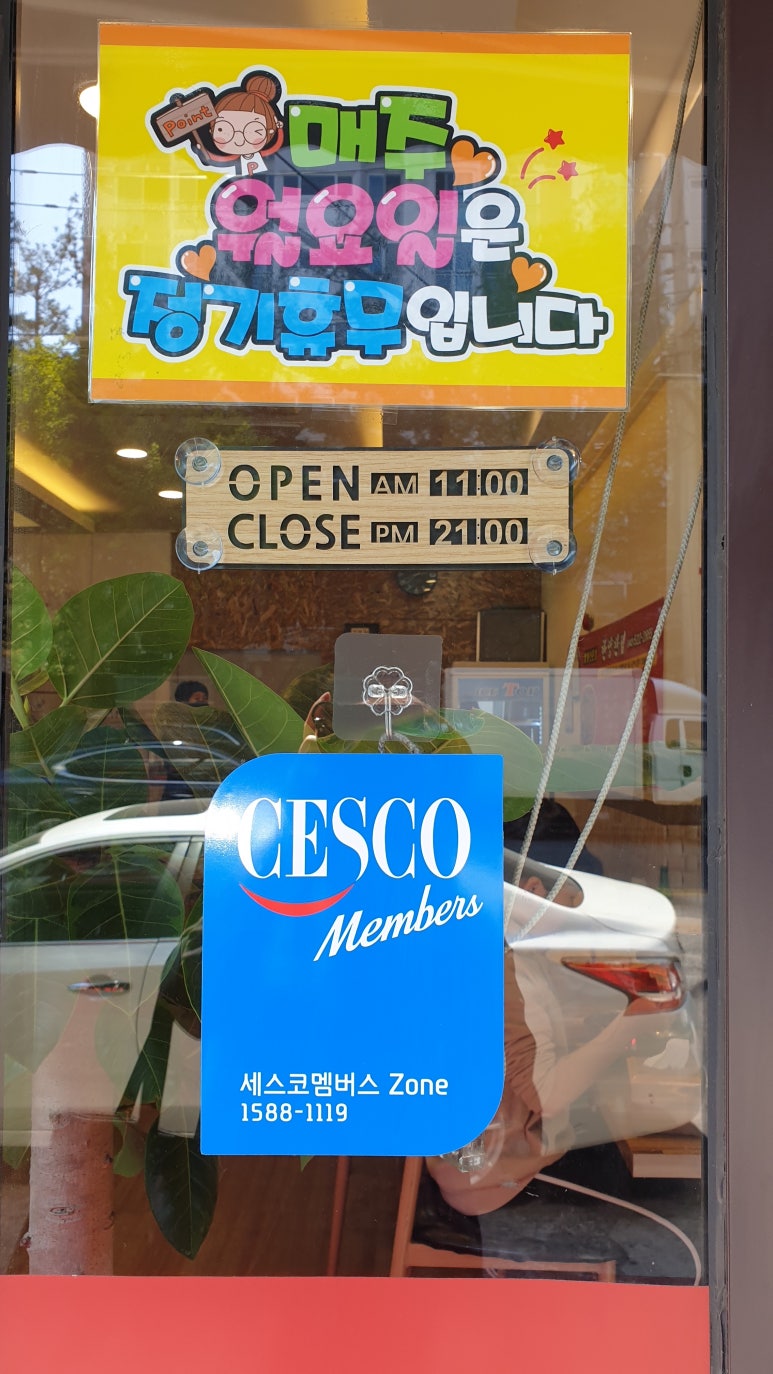 Point
매주
월요일은
정기휴무입니다
OPEN AM 11:00
CLOSE PM 21:00
CESCO
Members
세스코멤버스 Zone
1588-1119